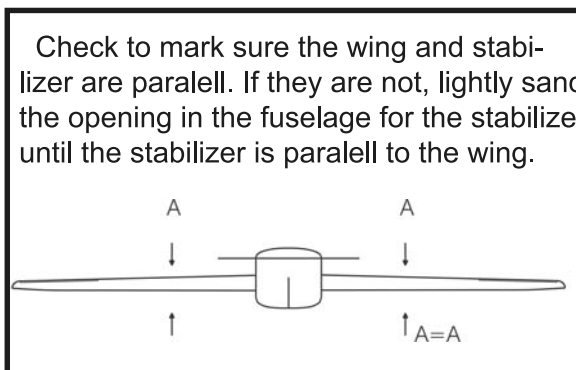 Check to mark sure the wing and stabi-
lizer are paralell. If they are not, lightly sand
the opening in the fuselage for the stabilize
until the stabilizer is paralell to the wing.
A A
A=A